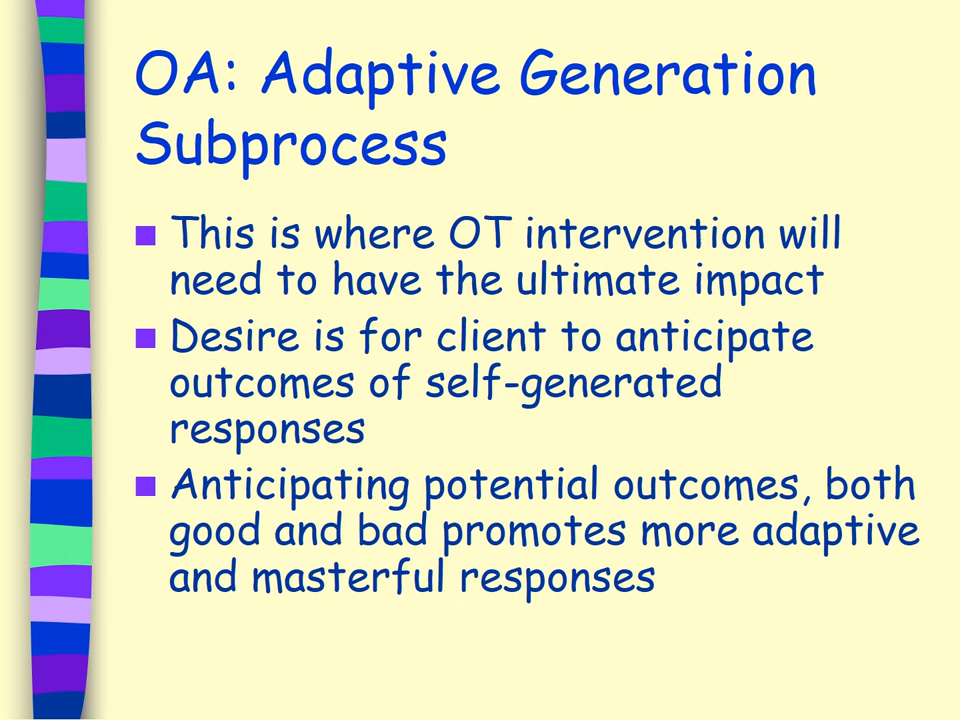 OA: Adaptive Generation
Subprocess
This is where OT intervention will
need to have the ultimate impact
Desire is for client to anticipate
outcomes of self-generated
responses
Anticipating potential outcomes, both
good and bad promotes more adaptive
and masterful responses